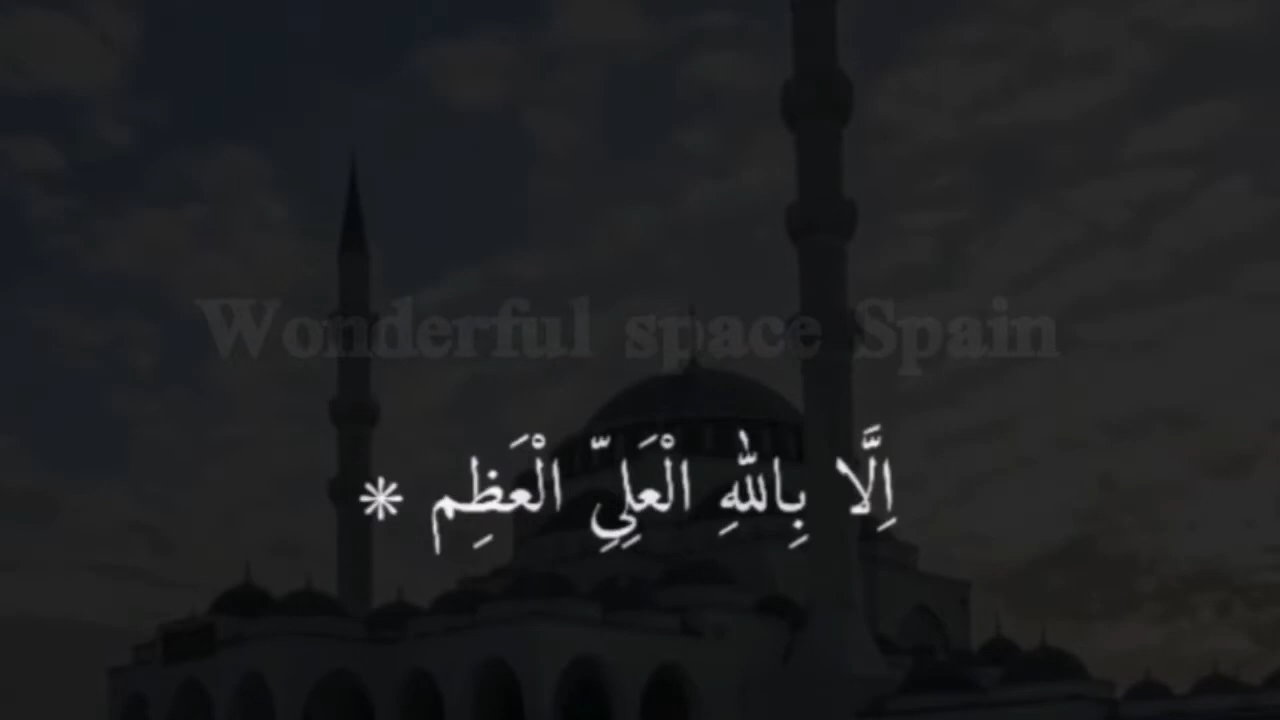 Wonderful space Spain
اِلَّا بِاللّٰهِ الْعَلِيِّ الْعَظِم *